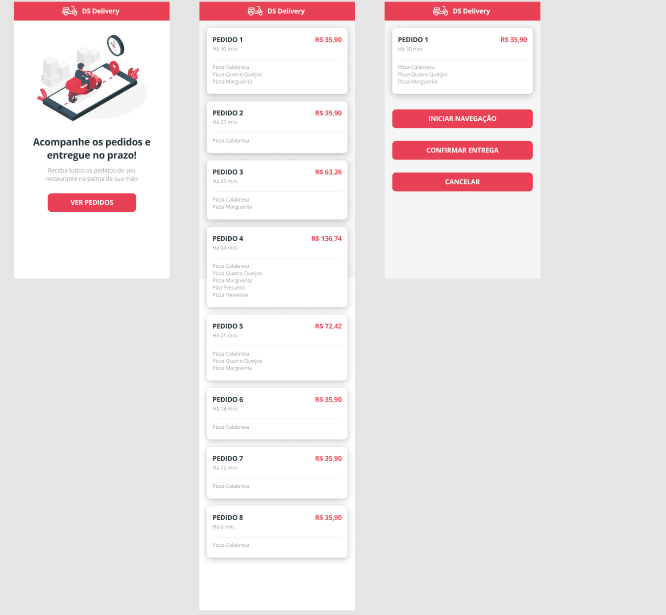 DS Delivery
Acompanhe os pedidos e
entregue no prazo!
Receba todos os pedidos do seu
restaurante na palma da sua mão
VER PEDIDOS
DS Delivery
PEDIDO 1 R$ 35,90
Há 30 min.
Pizza Calabresa
Pizza Quatro Queijos
Pizza Marguerita
PEDIDO 2 R$ 35,90
Há 27 min.
Pizza Calabresa
PEDIDO 3 R$ 63,26
Há 25 min.
Pizza Calabresa
Pizza Marguerita
PEDIDO 4 R$ 136,74
Há 24 min.
Pizza Calabresa
Pizza Quatro Queijos
Pizza Marguerita
Piza Presunto
Pizza Havaiana
PEDIDO 5 R$ 72,42
Há 21 min.
Pizza Calabresa
Pizza Quatro Queijos
Pizza Marguerita
PEDIDO 6 R$ 35,90
Há 18 min.
Pizza Calabresa
PEDIDO 7 R$ 35,90
Há 12 min.
Pizza Calabresa
PEDIDO 8 R$ 35,90
Há 6 min.
Pizza Calabresa
DS Delivery
PEDIDO 1 R$ 35,90
Há 30 min.
Pizza Calabresa
Pizza Quatro Queijos
Pizza Marguerita
INICIAR NAVEGAÇÃO
CONFIRMAR ENTREGA
CANCELAR